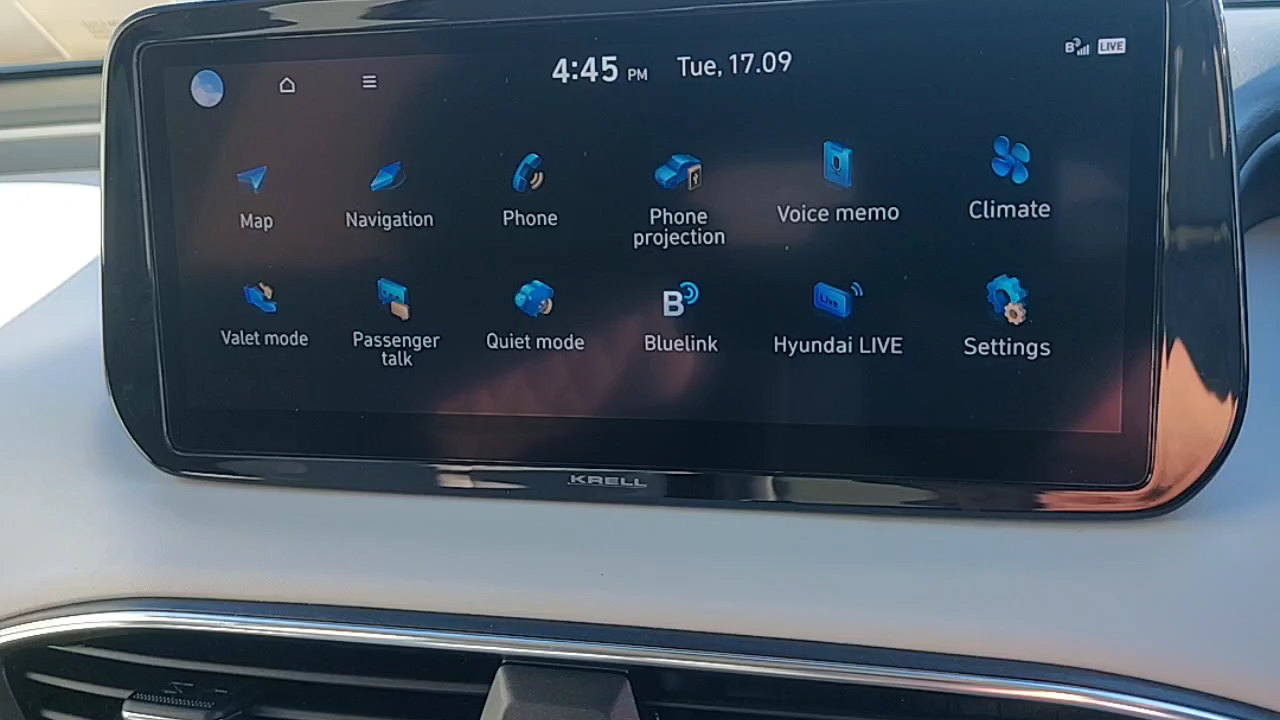 4:45 PM Tue, 17.09
B LIVE
Map Navigation Phone Phone projection Voice memo Climate
Valet mode Passenger talk Quiet mode B Bluelink Live Hyundai LIVE Settings
KRELL